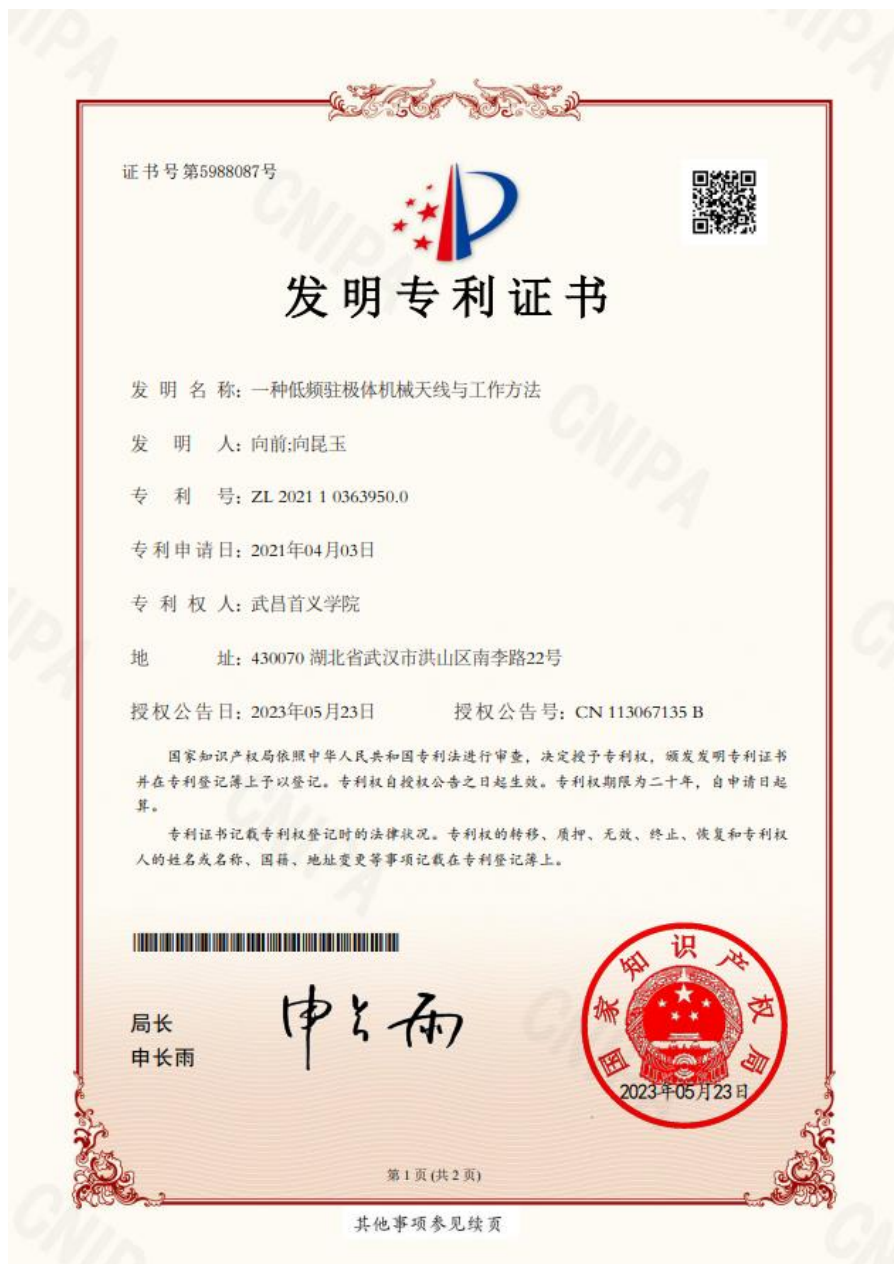 证书号第5988087号
发明专利证书
发明名称：一种低频驻极体机械天线与工作方法
发明人：向前;向昆玉
专利号：ZL 2021 1 0363950.0
专利申请日：2021年04月03日
专利权人：武昌首义学院
地址：430070 湖北省武汉市洪山区南李路22号
授权公告日：2023年05月23日 授权公告号：CN 113067135 B
国家知识产权局依照中华人民共和国专利法进行审查，决定授予专利权，颁发发明专利证书
并在专利登记簿上予以登记。专利权自授权公告之日起生效。专利权期限为二十年，自申请日起
算。
专利证书记载专利权登记时的法律状况。专利权的转移、质押、无效、终止、恢复和专利权
人的姓名或名称、国籍、地址变更等事项记载在专利登记簿上。
局长
申长雨
申长雨
国家知识产权局
2023年05月23日
第 1 页 (共 2 页)
其他事项参见续页
CNIPA
CNIPA
CNIPA
CNIPA
CNIPA